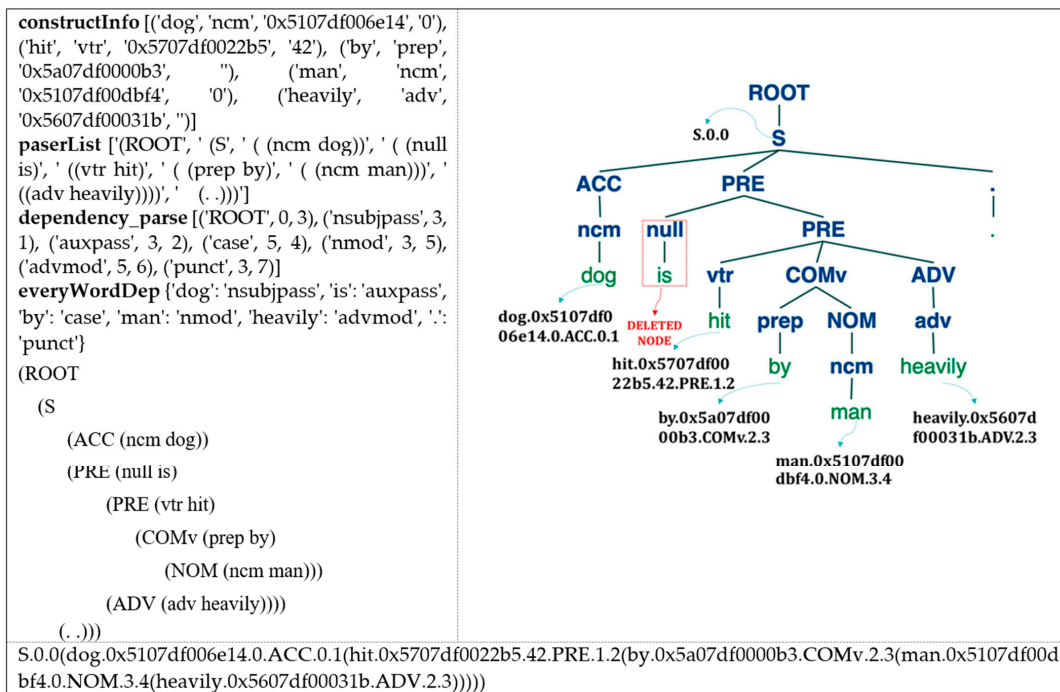 constructInfo [('dog', 'ncm', '0x5107df006e14', '0'),
('hit', 'vtr', '0x5707df0022b5', '42'), ('by', 'prep',
'0x5a07df0000b3', ''), ('man', 'ncm',
'0x5107df00dbf4', '0'), ('heavily', 'adv',
'0x5607df00031b', '')]
paserList ['(ROOT', ' (S', ' ( (ncm dog))', ' ( (null
is)', ' ((vtr hit)', ' ( (prep by)', ' ( (ncm man)))', '
((adv heavily))))', ' (. .)))']
dependency_parse [('ROOT', 0, 3), ('nsubjpass', 3,
1), ('auxpass', 3, 2), ('case', 5, 4), ('nmod', 3, 5),
('advmod', 5, 6), ('punct', 3, 7)]
everyWordDep {'dog': 'nsubjpass', 'is': 'auxpass',
'by': 'case', 'man': 'nmod', 'heavily': 'advmod', '.':
'punct'}
(ROOT
(S
(ACC (ncm dog))
(PRE (null is)
(PRE (vtr hit)
(COMv (prep by)
(NOM (ncm man)))
(ADV (adv heavily))))
(. .)))
ROOT
S.0.0
S
ACC PRE .
ncm null PRE .
dog is vtr COMv ADV
dog.0x5107df0
06e14.0.ACC.0.1
DELETED
NODE
hit prep NOM adv
hit.0x5707df00
22b5.42.PRE.1.2
by ncm heavily
by.0x5a07df00
00b3.COMv.2.3
man
heavily.0x5607d
f00031b.ADV.2.3
man.0x5107df00
dbf4.0.NOM.3.4
S.0.0(dog.0x5107df006e14.0.ACC.0.1(hit.0x5707df0022b5.42.PRE.1.2(by.0x5a07df0000b3.COMv.2.3(man.0x5107df00d
bf4.0.NOM.3.4(heavily.0x5607df00031b.ADV.2.3)))))